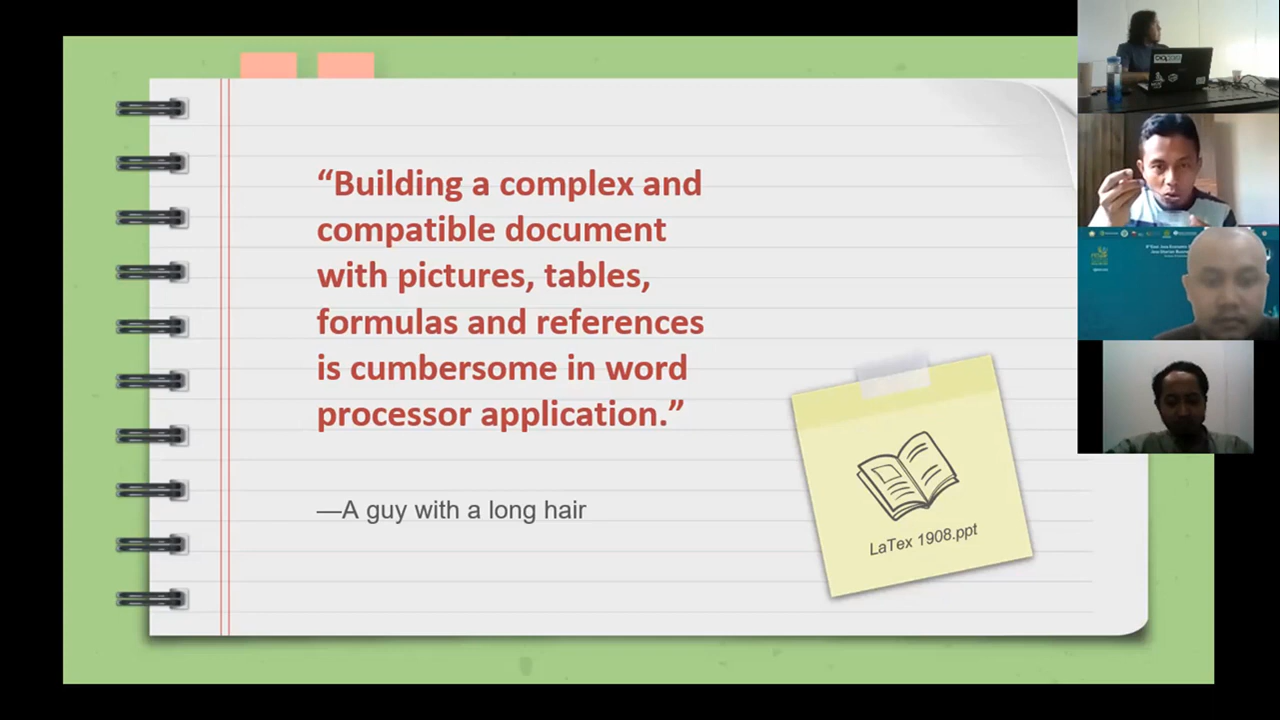 “Building a complex and
compatible document
with pictures, tables,
formulas and references
is cumbersome in word
processor application.”
—A guy with a long hair
LaTex 1908.ppt